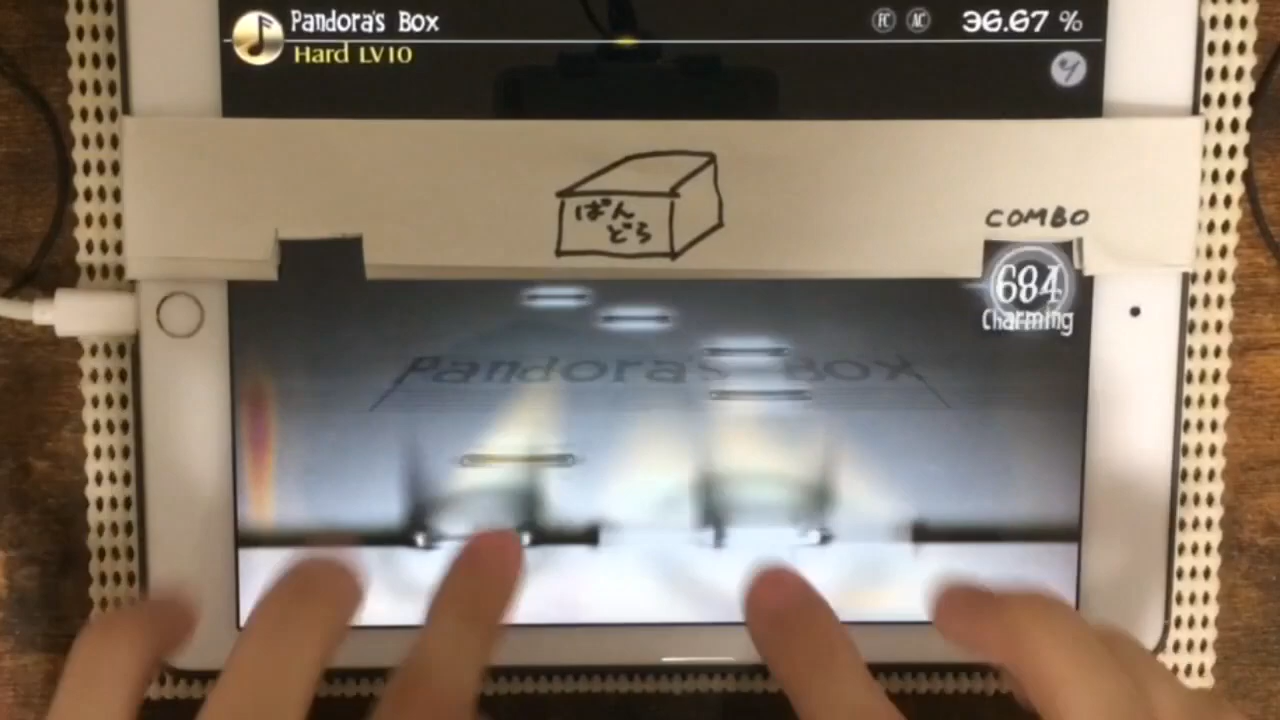 Pandora's Box
FC AC 36.67 %
Hard LV10
ぱん
どら
COMBO
684
Charming
Pandora's Box